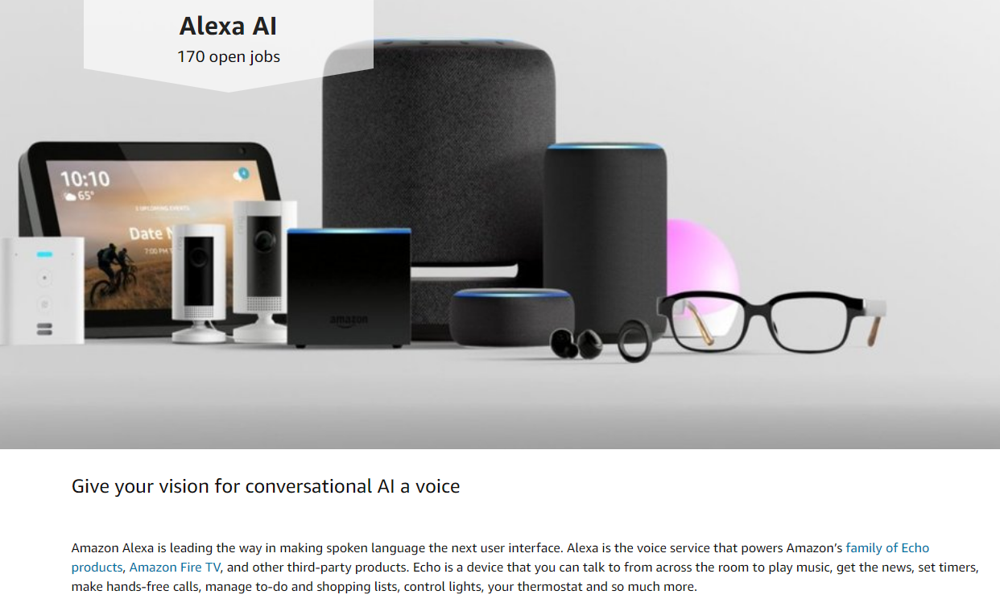 Alexa AI
170 open jobs
10:10
65°
3 UPCOMING EVENTS
Date
7:00 PM
amazon
Give your vision for conversational AI a voice
Amazon Alexa is leading the way in making spoken language the next user interface. Alexa is the voice service that powers Amazon’s family of Echo
products, Amazon Fire TV, and other third-party products. Echo is a device that you can talk to from across the room to play music, get the news, set timers,
make hands-free calls, manage to-do and shopping lists, control lights, your thermostat and so much more.